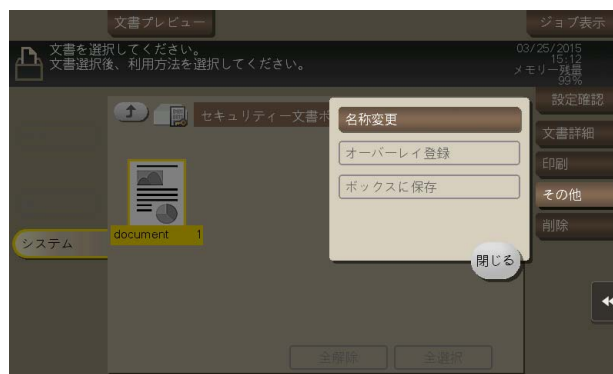 文書プレビュー
ジョブ表示
文書を選択してください。
文書選択後、利用方法を選択してください。
03/25/2015
15:12
メモリー残量
99%
セキュリティー文書ボ
名称変更
オーバーレイ登録
ボックスに保存
閉じる
設定確認
文書詳細
印刷
その他
削除
システム
document 1
全解除
全選択